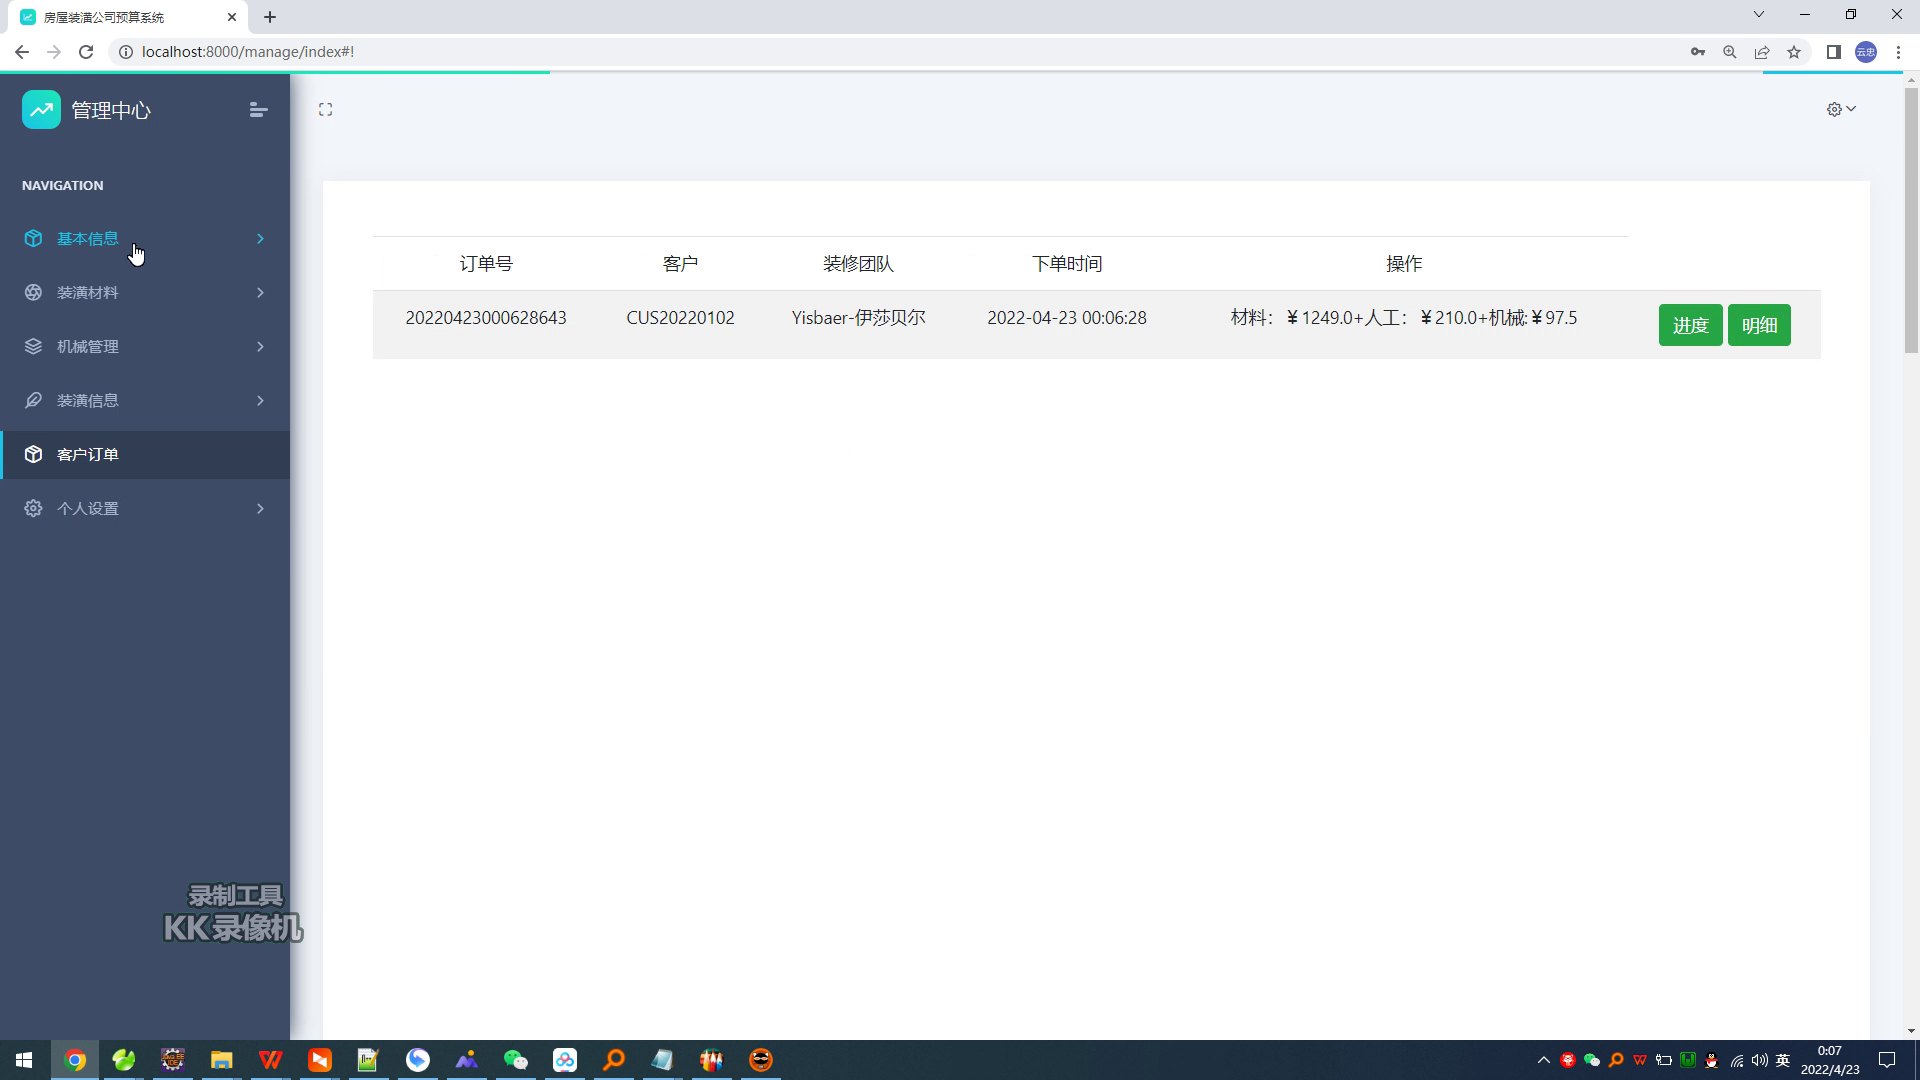 房屋装潢公司预算系统
localhost:8000/manage/index#!
云忠
管理中心
NAVIGATION
基本信息
装潢材料
机械管理
装潢信息
客户订单
个人设置
订单号 客户 装修团队 下单时间 操作
20220423000628643 CUS20220102 Yisbaer-伊莎贝尔 2022-04-23 00:06:28 材料：￥1249.0+人工：￥210.0+机械:￥97.5 进度 明细
录制工具
KK录像机
英
0:07
2022/4/23